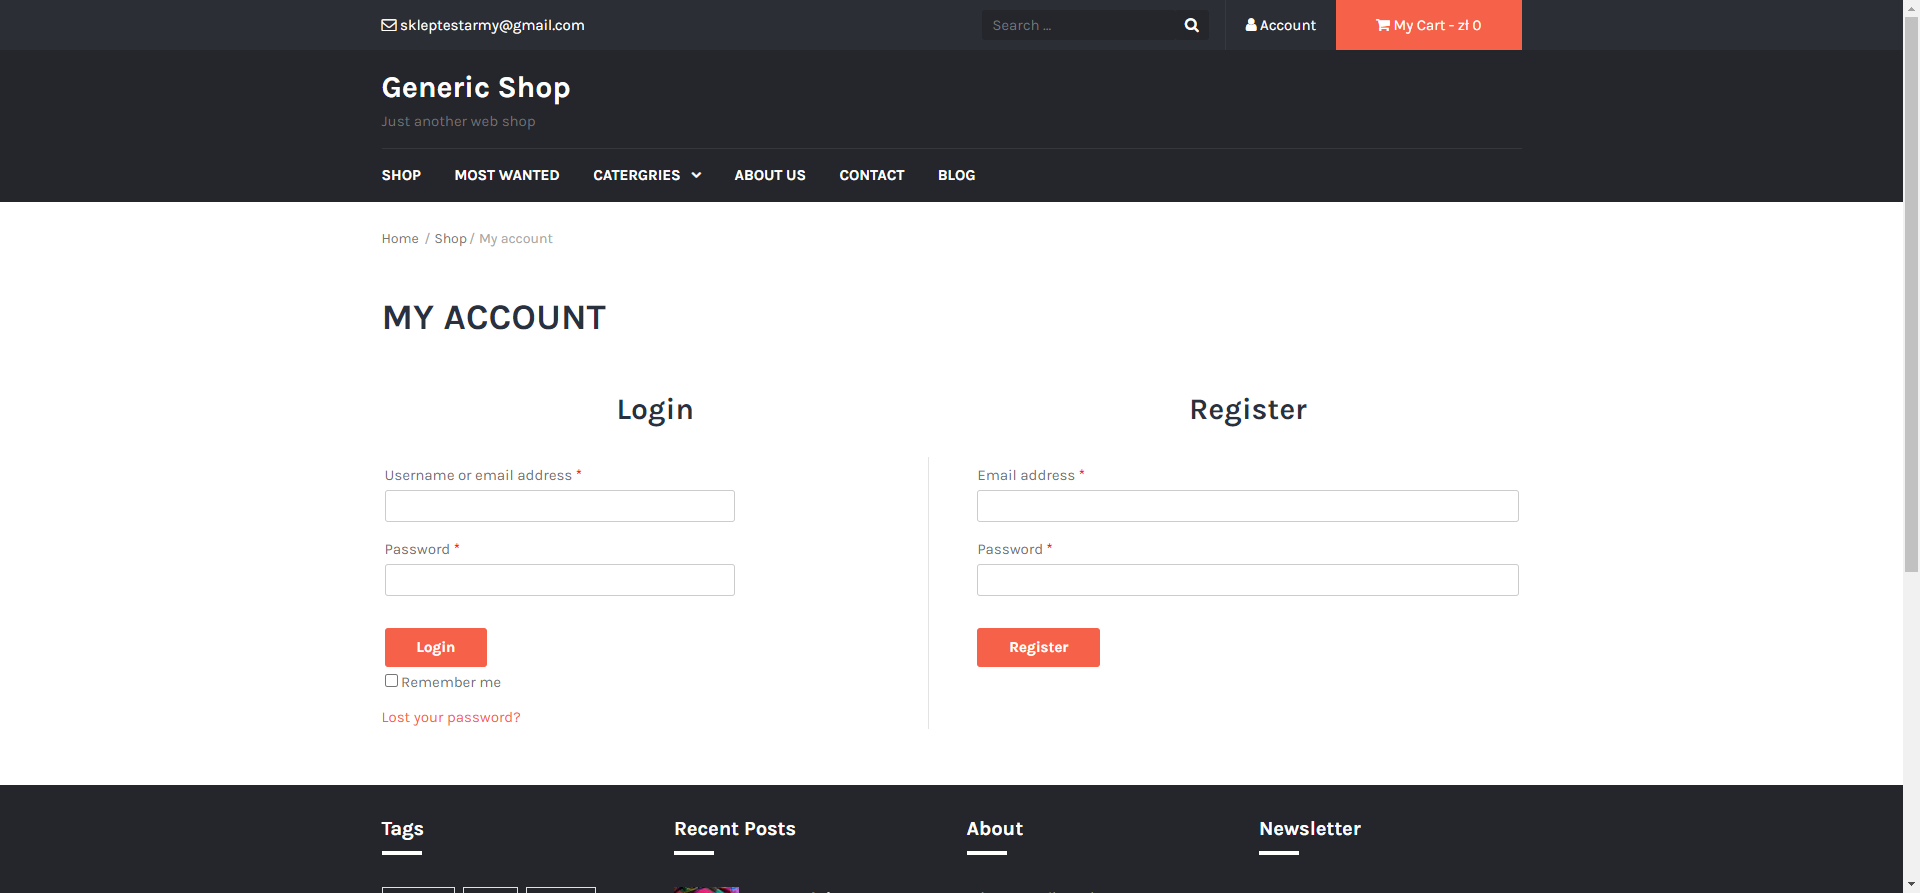 skleptestarmy@gmail.com
Search ...
Account
My Cart - zł 0
Generic Shop
Just another web shop
SHOP MOST WANTED CATERGRIES ABOUT US CONTACT BLOG
Home / Shop / My account
MY ACCOUNT
Login
Username or email address *
Password *
Login
Remember me
Lost your password?
Register
Email address *
Password *
Register
Tags
Recent Posts
About
Newsletter